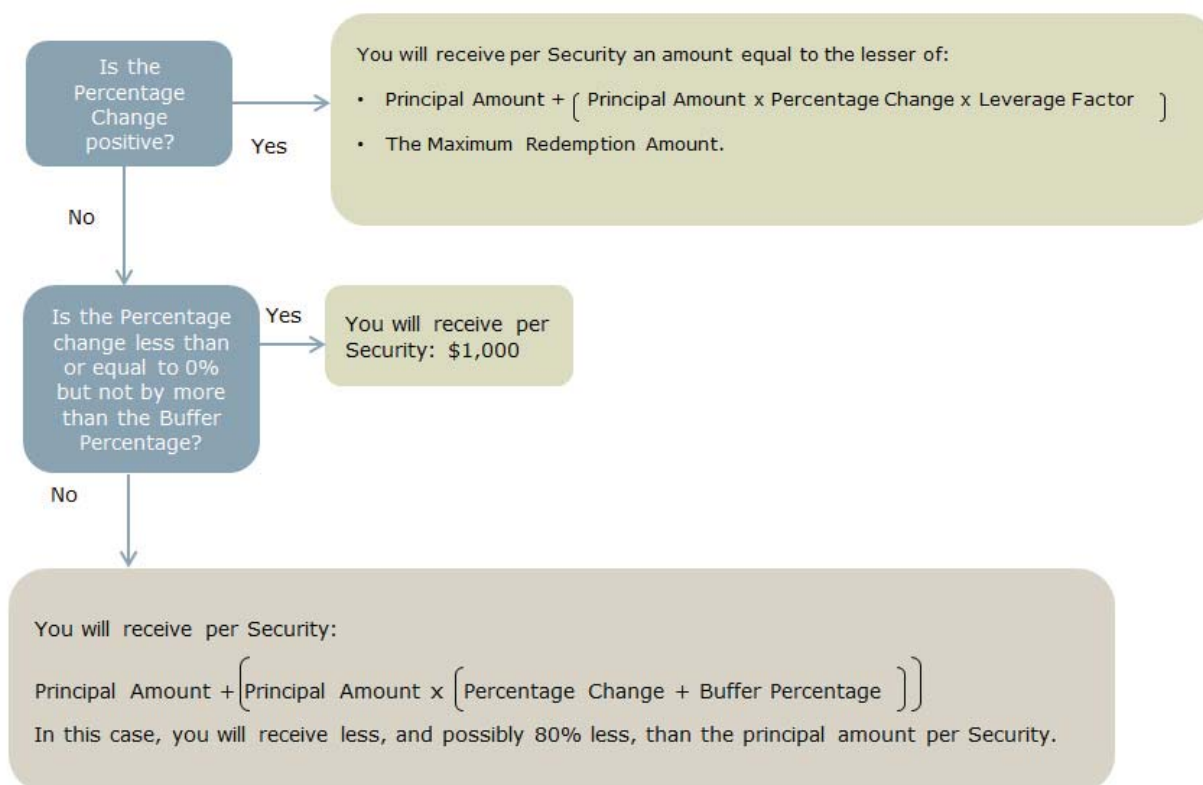 Is the
Percentage
Change
positive?
Yes
You will receive per Security an amount equal to the lesser of:
• Principal Amount + ( Principal Amount x Percentage Change x Leverage Factor )
• The Maximum Redemption Amount.
No
Is the Percentage
change less than
or equal to 0%
but not by more
than the Buffer
Percentage?
Yes
You will receive per
Security: $1,000
No
You will receive per Security:
Principal Amount + (Principal Amount x (Percentage Change + Buffer Percentage ))
In this case, you will receive less, and possibly 80% less, than the principal amount per Security.